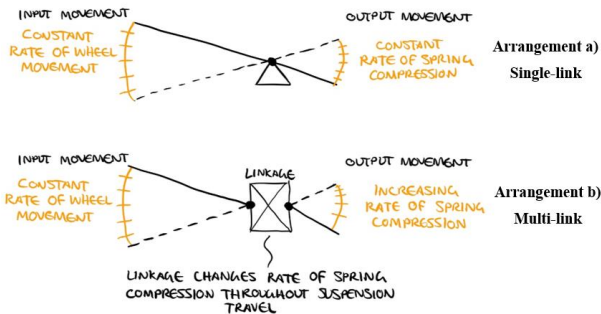 INPUT MOVEMENT
CONSTANT
RATE OF WHEEL
MOVEMENT
OUTPUT MOVEMENT
CONSTANT
RATE OF SPRING
COMPRESSION
Arrangement a)
Single-link
INPUT MOVEMENT
CONSTANT
RATE OF WHEEL
MOVEMENT
LINKAGE
OUTPUT MOVEMENT
INCREASING
RATE OF SPRING
COMPRESSION
Arrangement b)
Multi-link
LINKAGE CHANGES RATE OF SPRING
COMPRESSION THROUGHOUT SUSPENSION
TRAVEL